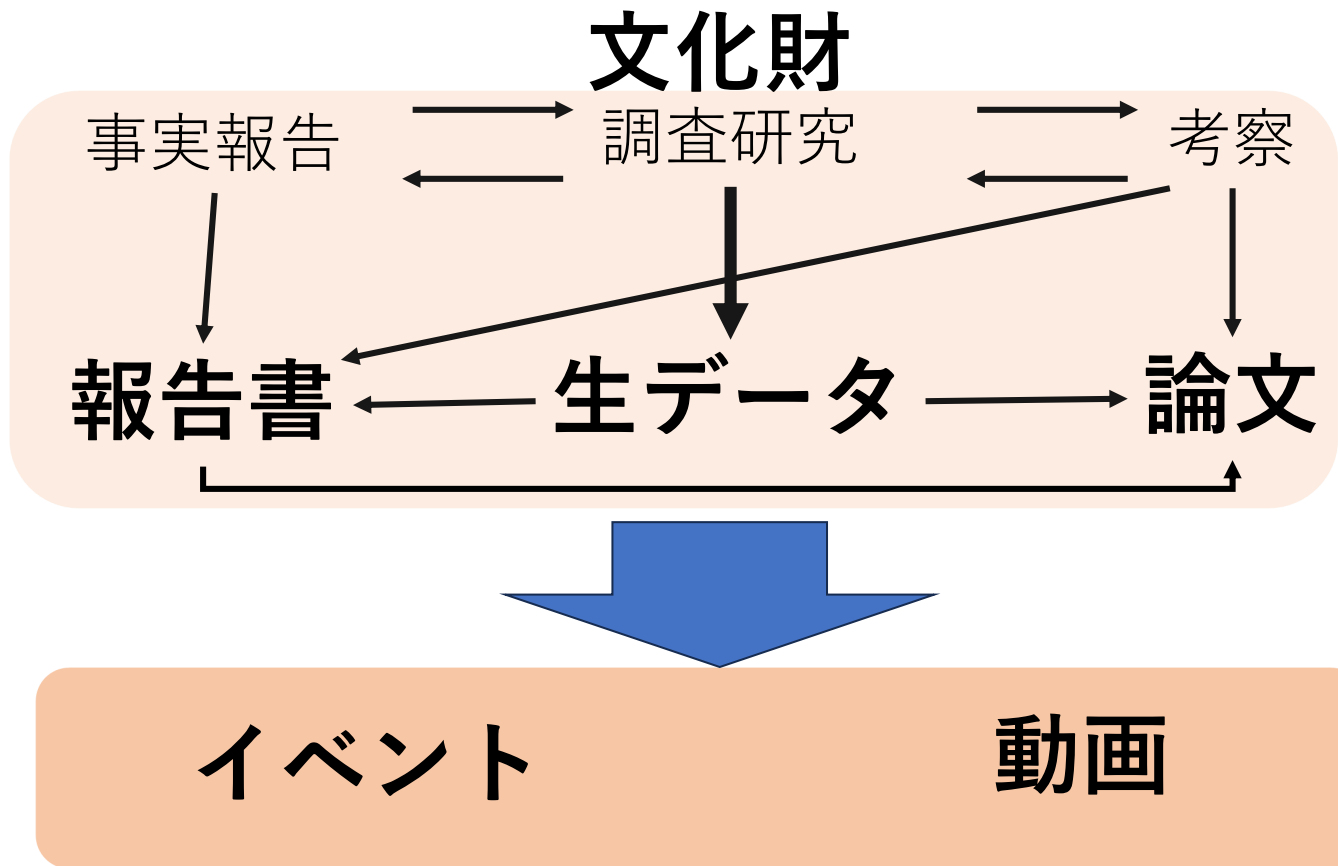 文化財
事実報告 調査研究 考察
報告書 生データ 論文
イベント 動画